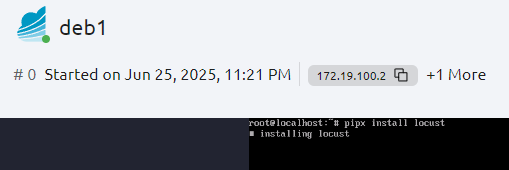 deb1
# 0 Started on Jun 25, 2025, 11:21 PM 172.19.100.2 +1 More
root@localhost:~# pipx install locust
▪ installing locust